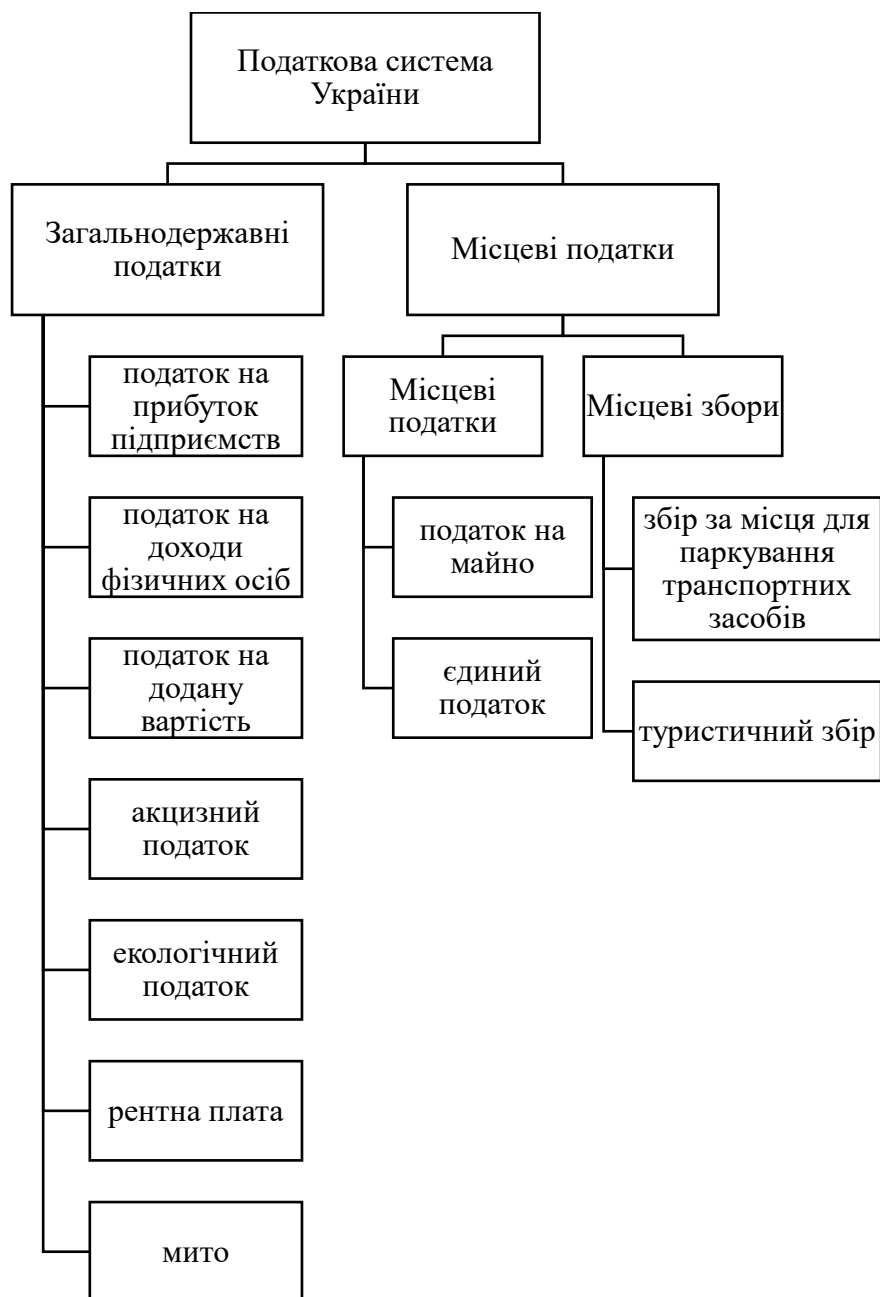 Податкова система
України
Загальнодержавні
податки
податок на
прибуток
підприємств
податок на
доходи
фізичних осіб
податок на
додану
вартість
акцизний
податок
екологічний
податок
рентна плата
мито
Місцеві податки
Місцеві
податки
податок на
майно
єдиний
податок
Місцеві збори
збір за місця для
паркування
транспортних
засобів
туристичний збір